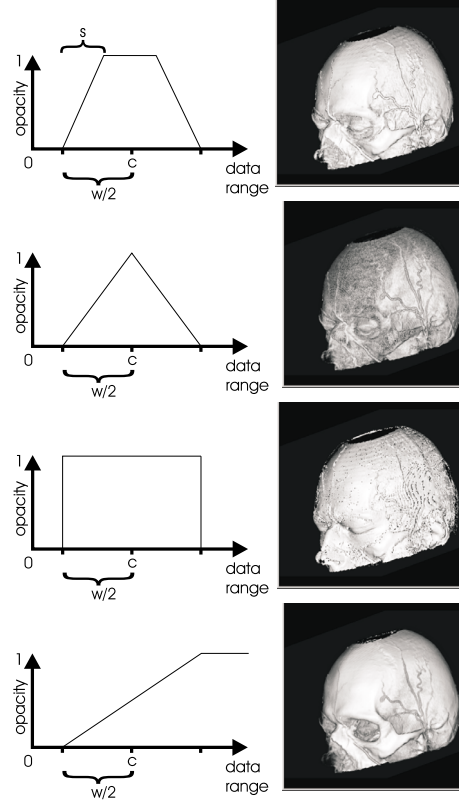 s
1
opacity
0
c
data
range
w/2
1
opacity
0
c
data
range
w/2
1
opacity
0
c
data
range
w/2
1
opacity
0
c
data
range
w/2